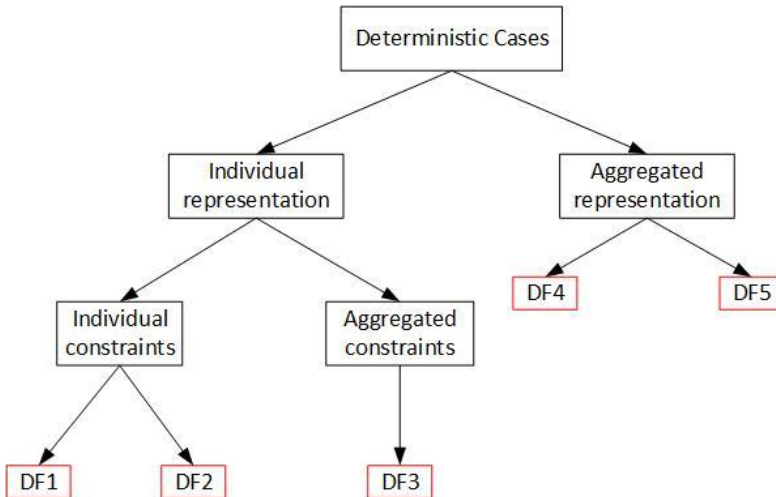 Deterministic Cases
Individual
representation
Aggregated
representation
DF4
DF5
Individual
constraints
Aggregated
constraints
DF1
DF2
DF3